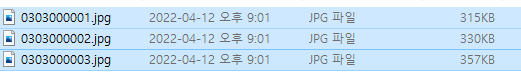 0303000001.jpg 2022-04-12 오후 9:01 JPG 파일 315KB
0303000002.jpg 2022-04-12 오후 9:01 JPG 파일 330KB
0303000003.jpg 2022-04-12 오후 9:01 JPG 파일 357KB